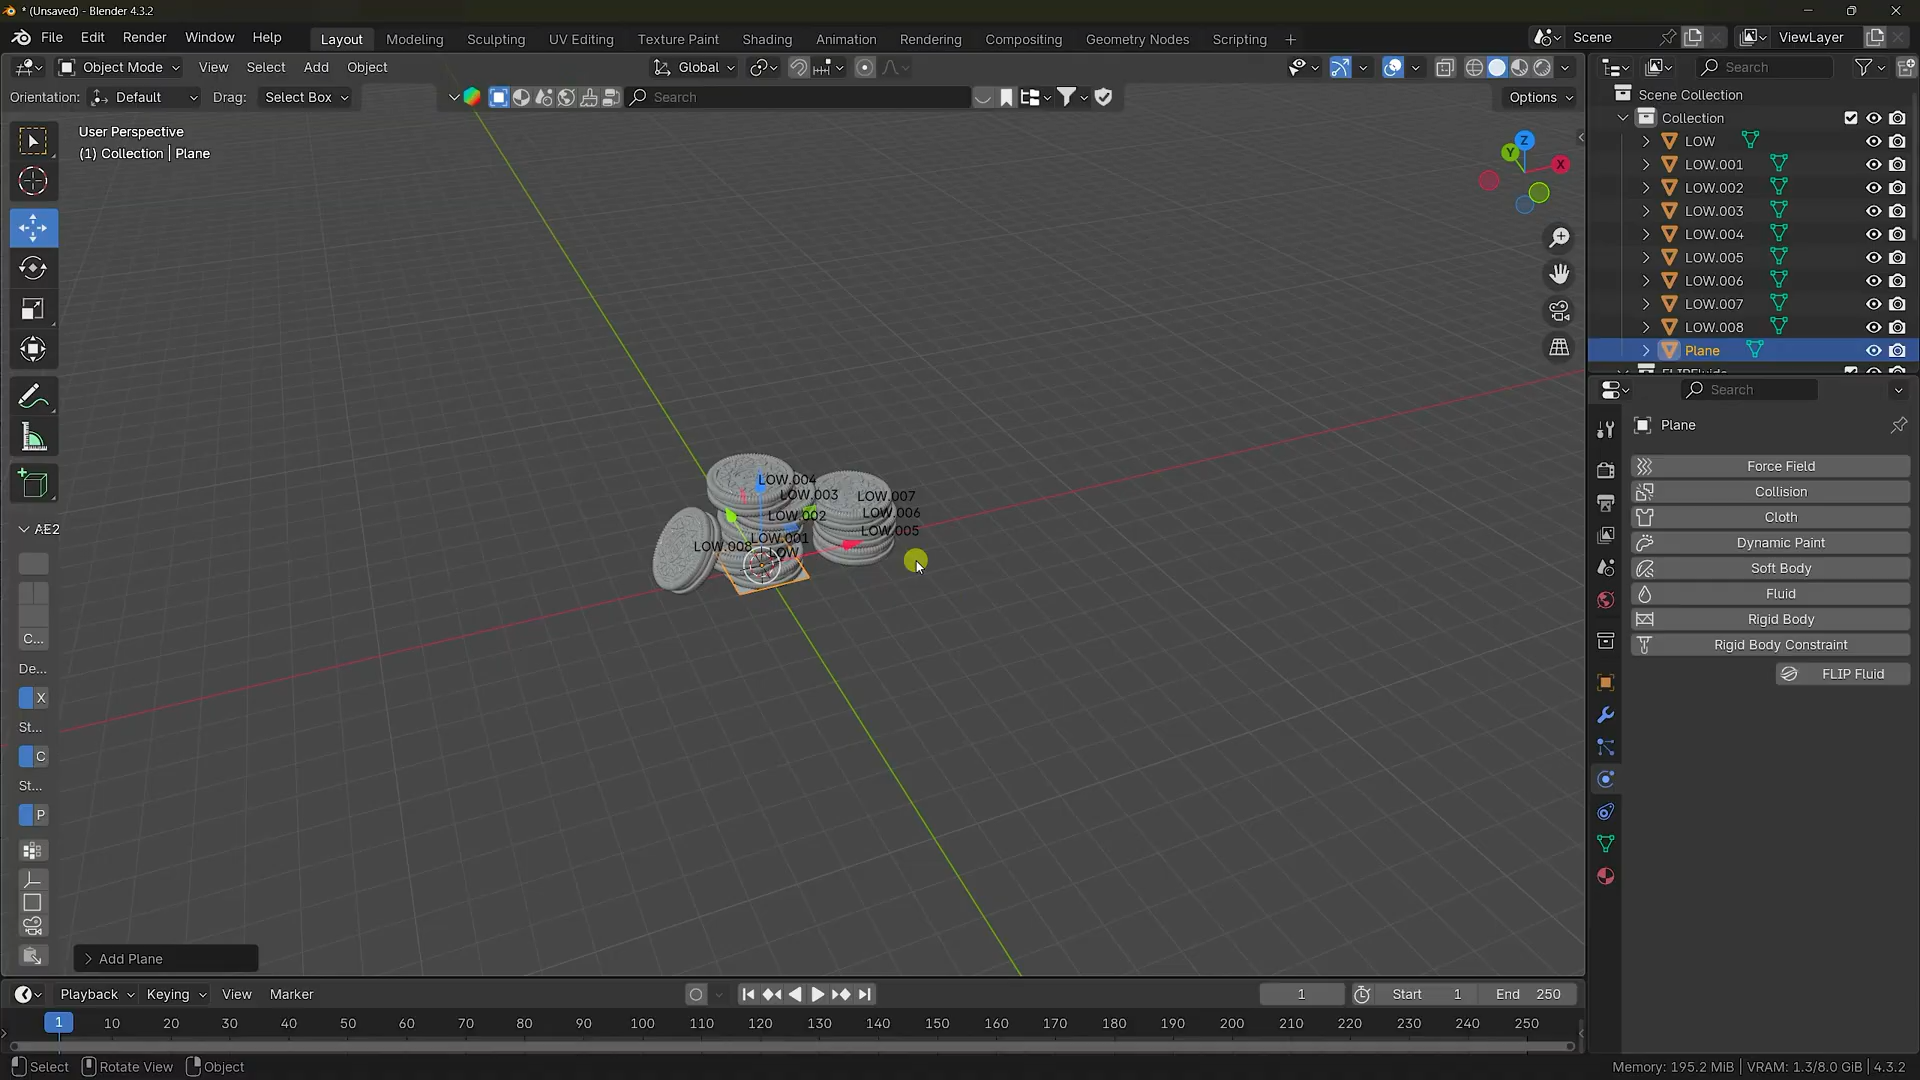 * (Unsaved) - Blender 4.3.2
File Edit Render Window Help
Layout Modeling Sculpting UV Editing Texture Paint Shading Animation Rendering Compositing Geometry Nodes Scripting +
Scene
ViewLayer
Object Mode View Select Add Object
Global
Search
Orientation: Default Drag: Select Box
Search
Options
User Perspective
(1) Collection | Plane
Z
Y
X
Scene Collection
Collection
LOW
LOW.001
LOW.002
LOW.003
LOW.004
LOW.005
LOW.006
LOW.007
LOW.008
Plane
Search
Plane
Force Field
Collision
Cloth
Dynamic Paint
Soft Body
Fluid
Rigid Body
Rigid Body Constraint
FLIP Fluid
LOW.004
LOW.003
LOW.007
LOW.002
LOW.006
LOW.005
LOW.001
LOW.008
LOW
AE2
C...
De...
X
St...
C
St...
P
Add Plane
Playback Keying View Marker
1
Start 1
End 250
1 10 20 30 40 50 60 70 80 90 100 110 120 130 140 150 160 170 180 190 200 210 220 230 240 250
Select Rotate View Object
Memory: 195.2 MiB | VRAM: 1.3/8.0 GiB | 4.3.2